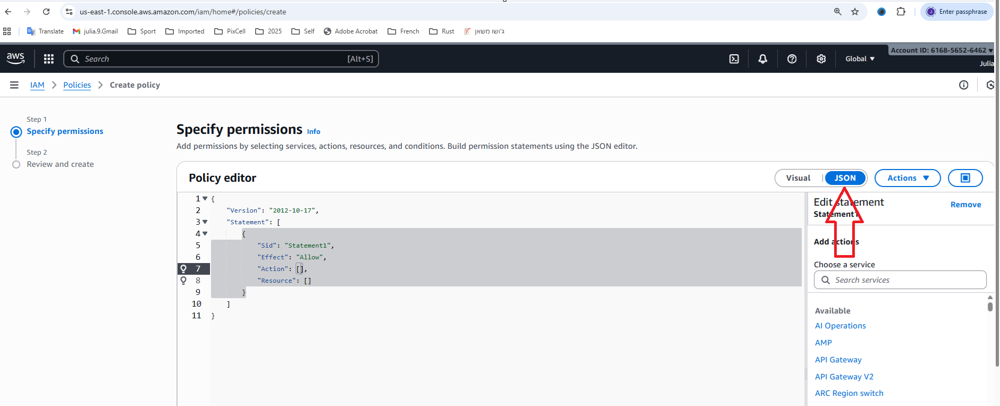 us-east-1.console.aws.amazon.com/iam/home#/policies/create
J Enter passphrase
Translate julia.9.Gmail Sport Imported PixCell 2025 Self Adobe Acrobat French Rust ג'ושו משאן
aws Search [Alt+S] Global Account ID: 6168-5652-6462
Julia
IAM Policies Create policy
Step 1
Specify permissions
Step 2
Review and create
Specify permissions Info
Add permissions by selecting services, actions, resources, and conditions. Build permission statements using the JSON editor.
Policy editor
Visual JSON Actions
1 {
2 "Version": "2012-10-17",
3 "Statement": [
4 {
5 "Sid": "Statement1",
6 "Effect": "Allow",
7 "Action": [],
8 "Resource": []
9 }
10 ]
11 }
Edit statement Remove
Statement1
Add actions
Choose a service
Search services
Available
AI Operations
AMP
API Gateway
API Gateway V2
ARC Region switch